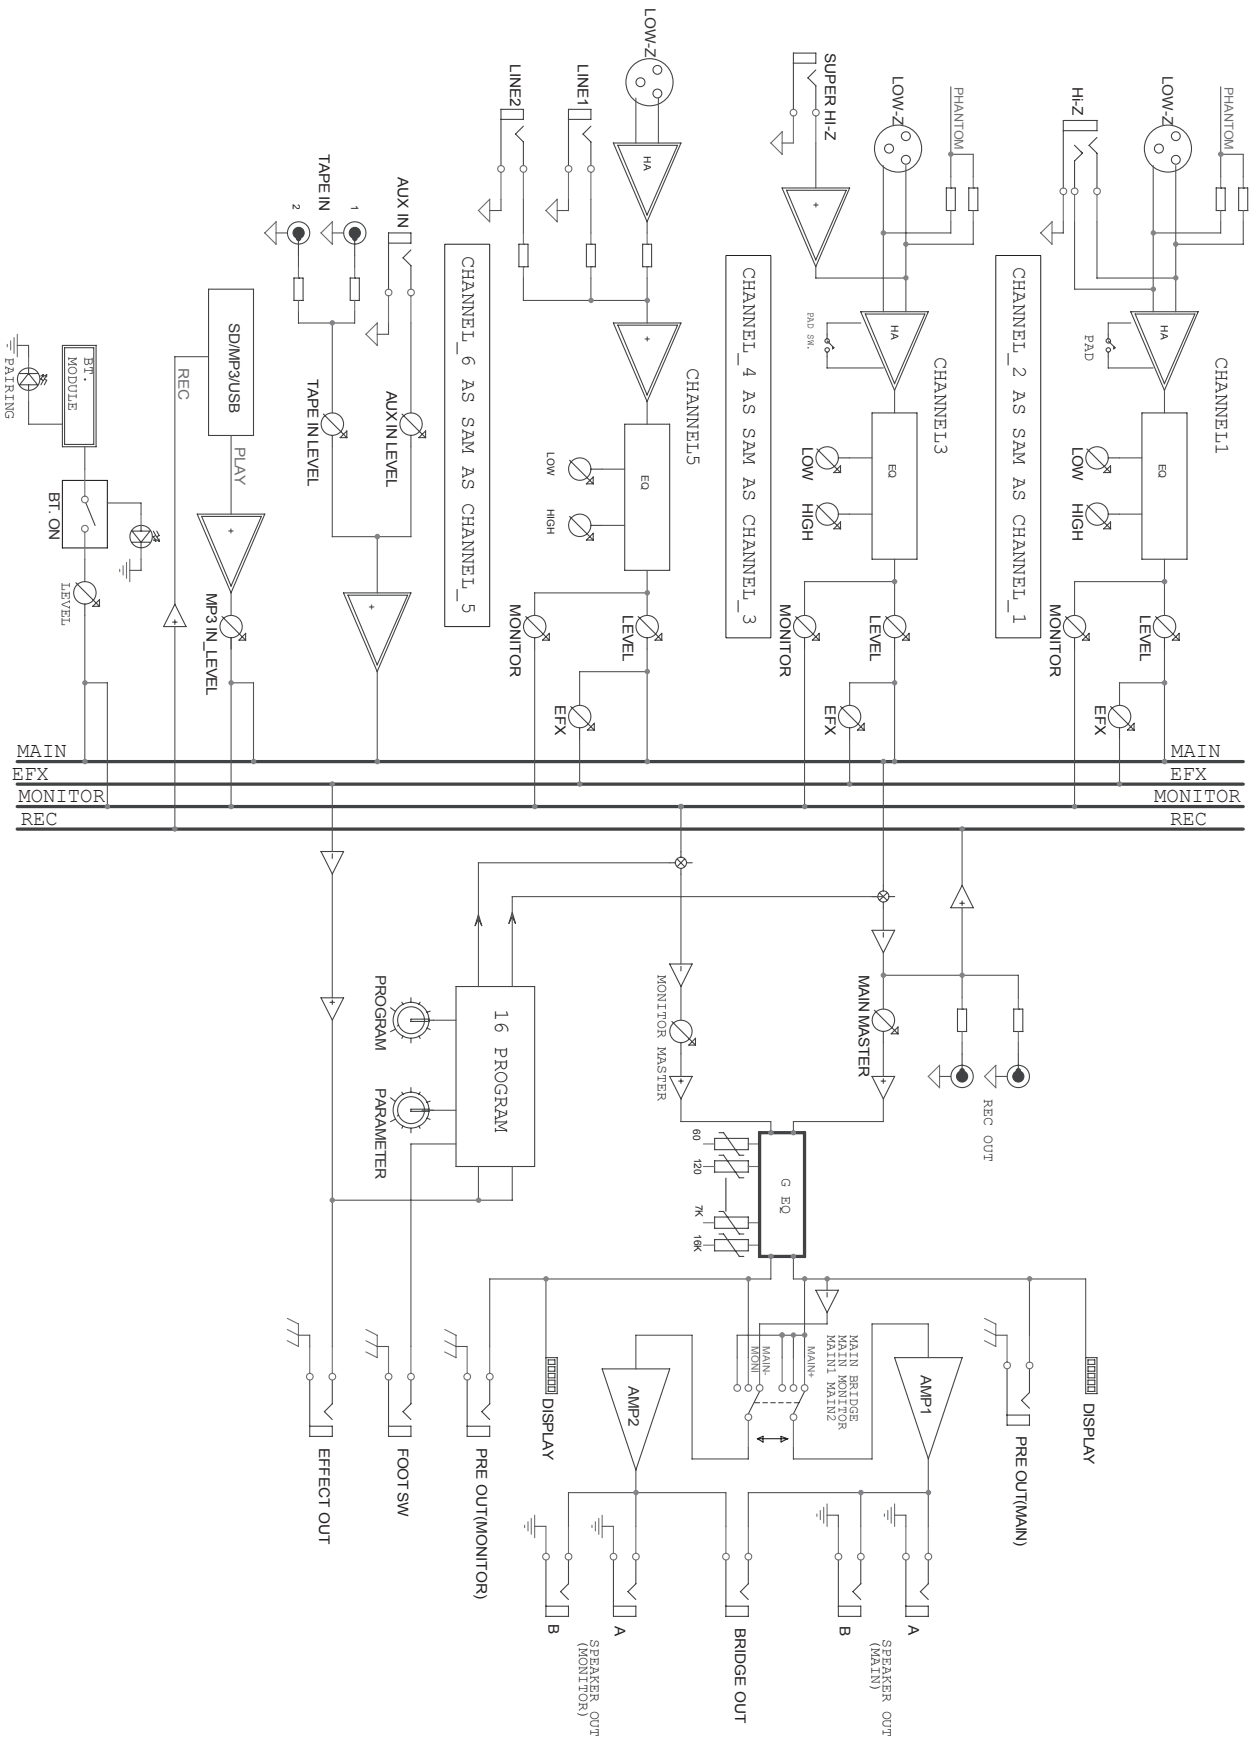 PHANTOM
LOW-Z
Hi-Z
HA
PAD
CHANNEL1
EQ
LOW
HIGH
LEVEL
MONITOR
EFX
CHANNEL_2 AS SAM AS CHANNEL_1
PHANTOM
LOW-Z
SUPER HI-Z
+
HA
PAD SW.
CHANNEL3
EQ
LOW
HIGH
LEVEL
MONITOR
EFX
CHANNEL_4 AS SAM AS CHANNEL_3
LOW-Z
HA
LINE1
LINE2
+
CHANNEL5
EQ
LOW
HIGH
LEVEL
MONITOR
EFX
CHANNEL_6 AS SAM AS CHANNEL_5
AUX IN
TAPE IN
1
2
AUX IN LEVEL
TAPE IN LEVEL
+
SD/MP3/USB
REC
PLAY
+
MP3 IN_LEVEL
+
BT.
MODULE
PAIRING
BT. ON
LEVEL
MAIN
EFX
MONITOR
REC
MAIN
EFX
MONITOR
REC
+
REC OUT
-
MAIN MASTER
+
-
MONITOR MASTER
+
G EQ
60
120
7K
16K
16 PROGRAM
PROGRAM
PARAMETER
-
+
DISPLAY
PRE OUT(MAIN)
-
MAIN BRIDGE
MAIN MONITOR
MAIN1 MAIN2
MAIN+
MAIN-
MONI
AMP1
AMP2
A
B
SPEAKER OUT
(MAIN)
BRIDGE OUT
A
B
SPEAKER OUT
(MONITOR)
DISPLAY
PRE OUT(MONITOR)
FOOT SW
EFFECT OUT